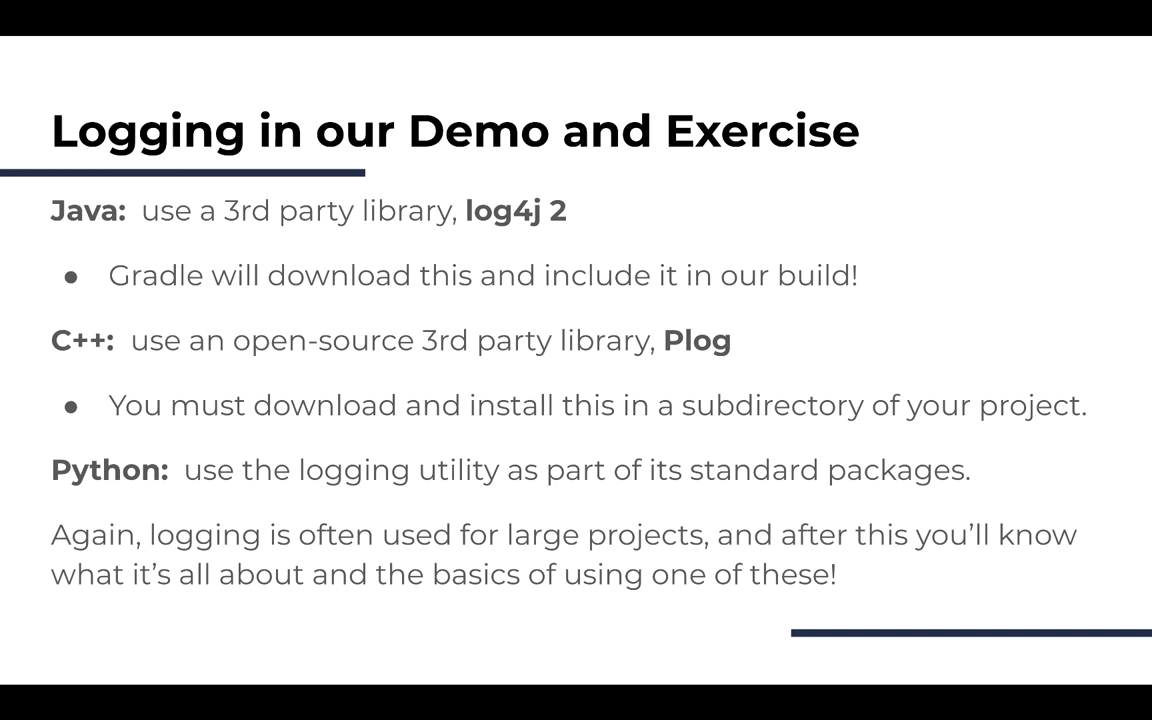 Logging in our Demo and Exercise
Java: use a 3rd party library, log4j 2
● Gradle will download this and include it in our build!
C++: use an open-source 3rd party library, Plog
● You must download and install this in a subdirectory of your project.
Python: use the logging utility as part of its standard packages.
Again, logging is often used for large projects, and after this you’ll know
what it’s all about and the basics of using one of these!